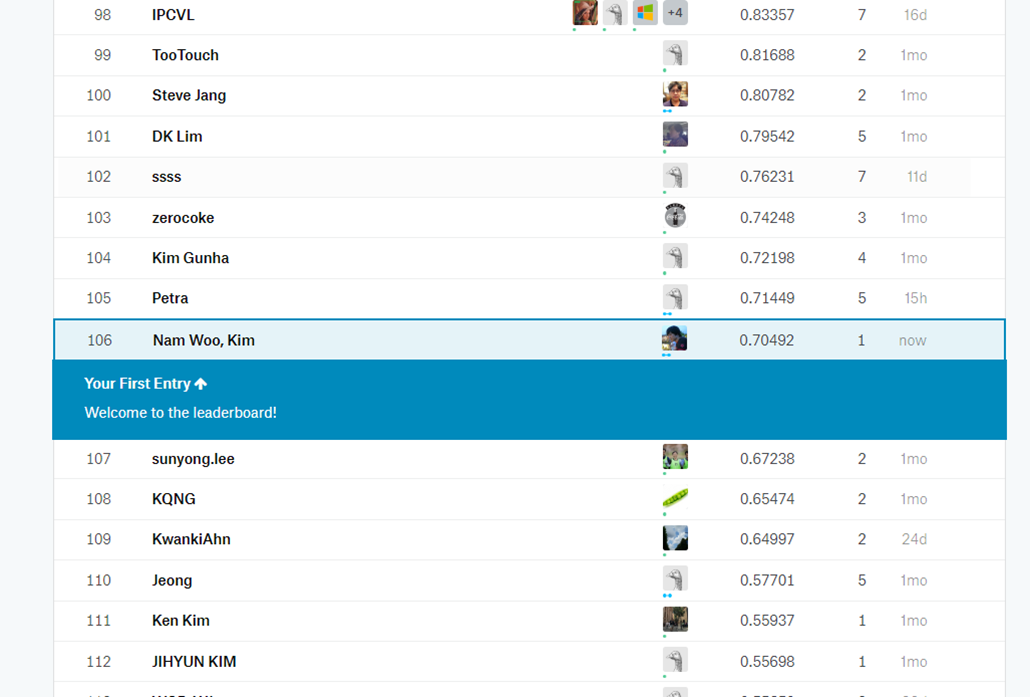 98 IPCVL +4 0.83357 7 16d
99 TooTouch 0.81688 2 1mo
100 Steve Jang 0.80782 2 1mo
101 DK Lim 0.79542 5 1mo
102 ssss 0.76231 7 11d
103 zerocoke 0.74248 3 1mo
104 Kim Gunha 0.72198 4 1mo
105 Petra 0.71449 5 15h
106 Nam Woo, Kim 0.70492 1 now
Your First Entry
Welcome to the leaderboard!
107 sunyong.lee 0.67238 2 1mo
108 KQNG 0.65474 2 1mo
109 KwankiAhn 0.64997 2 24d
110 Jeong 0.57701 5 1mo
111 Ken Kim 0.55937 1 1mo
112 JIHYUN KIM 0.55698 1 1mo